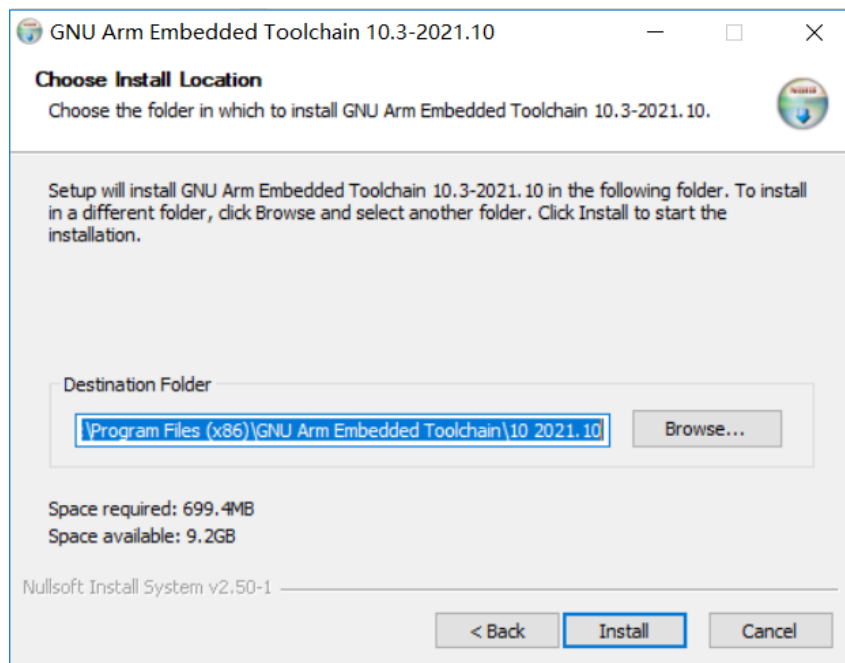 GNU Arm Embedded Toolchain 10.3-2021.10
Choose Install Location
Choose the folder in which to install GNU Arm Embedded Toolchain 10.3-2021.10.
Setup will install GNU Arm Embedded Toolchain 10.3-2021.10 in the following folder. To install
in a different folder, click Browse and select another folder. Click Install to start the
installation.
Destination Folder
:\Program Files (x86)\GNU Arm Embedded Toolchain\10 2021.10
Browse...
Space required: 699.4MB
Space available: 9.2GB
Nullsoft Install System v2.50-1
< Back
Install
Cancel